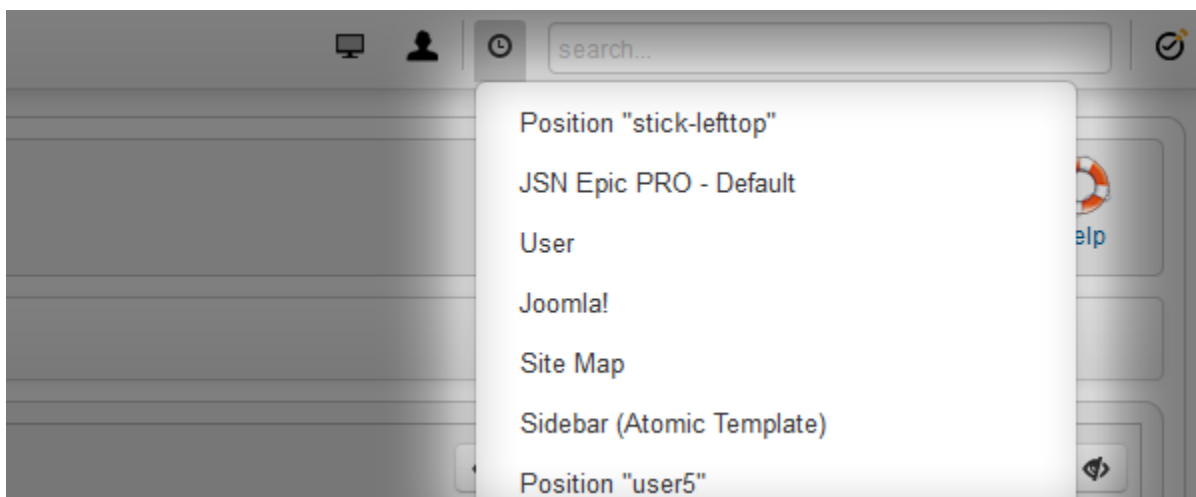 search...
Position "stick-lefttop"
JSN Epic PRO - Default
User
elp
Joomla!
Site Map
Sidebar (Atomic Template)
Position "user5"